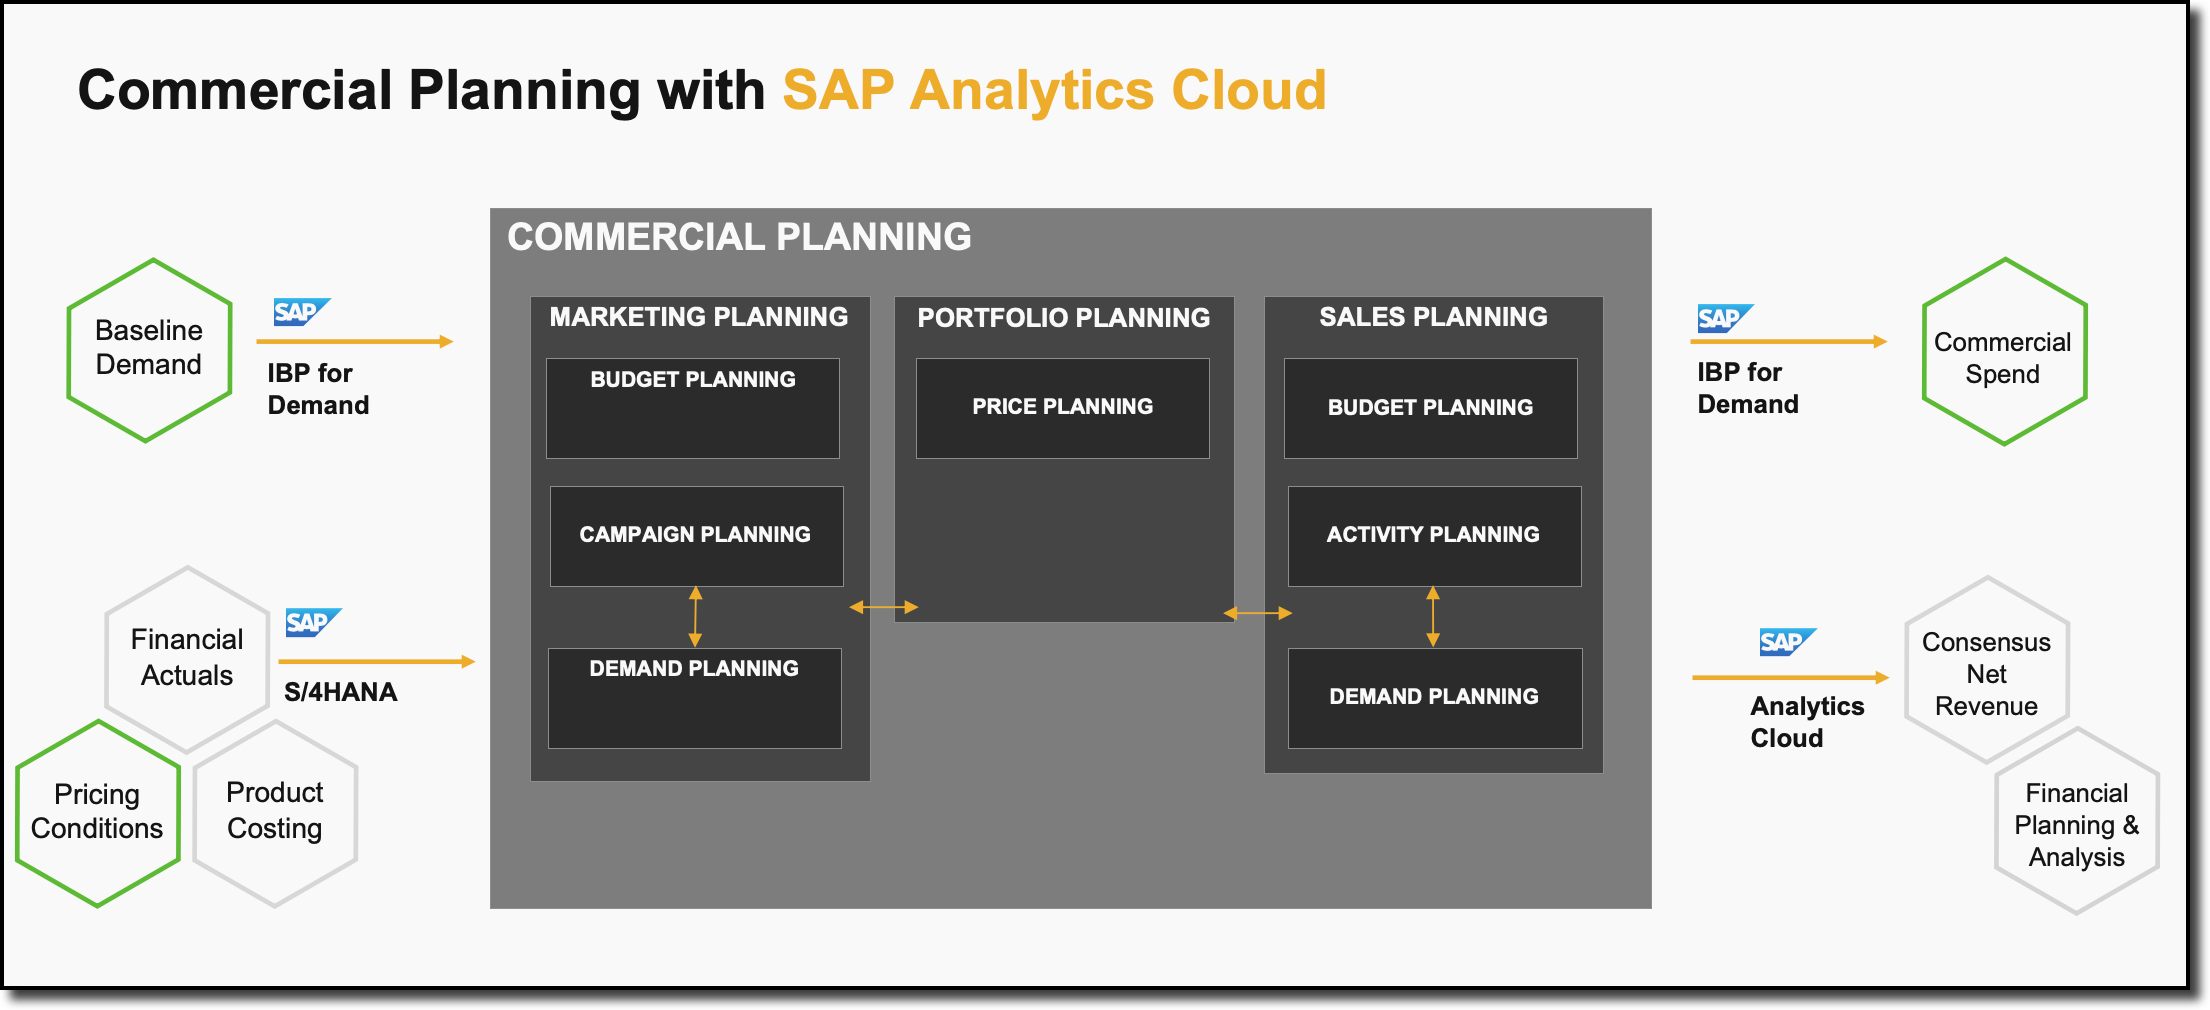 Commercial Planning with SAP Analytics Cloud
Baseline
Demand
SAP
IBP for
Demand
Financial
Actuals
SAP
S/4HANA
Pricing
Conditions
Product
Costing
COMMERCIAL PLANNING
MARKETING PLANNING
BUDGET PLANNING
CAMPAIGN PLANNING
DEMAND PLANNING
PORTFOLIO PLANNING
PRICE PLANNING
SALES PLANNING
BUDGET PLANNING
ACTIVITY PLANNING
DEMAND PLANNING
SAP
IBP for
Demand
Commercial
Spend
SAP
Analytics
Cloud
Consensus
Net
Revenue
Financial
Planning &
Analysis